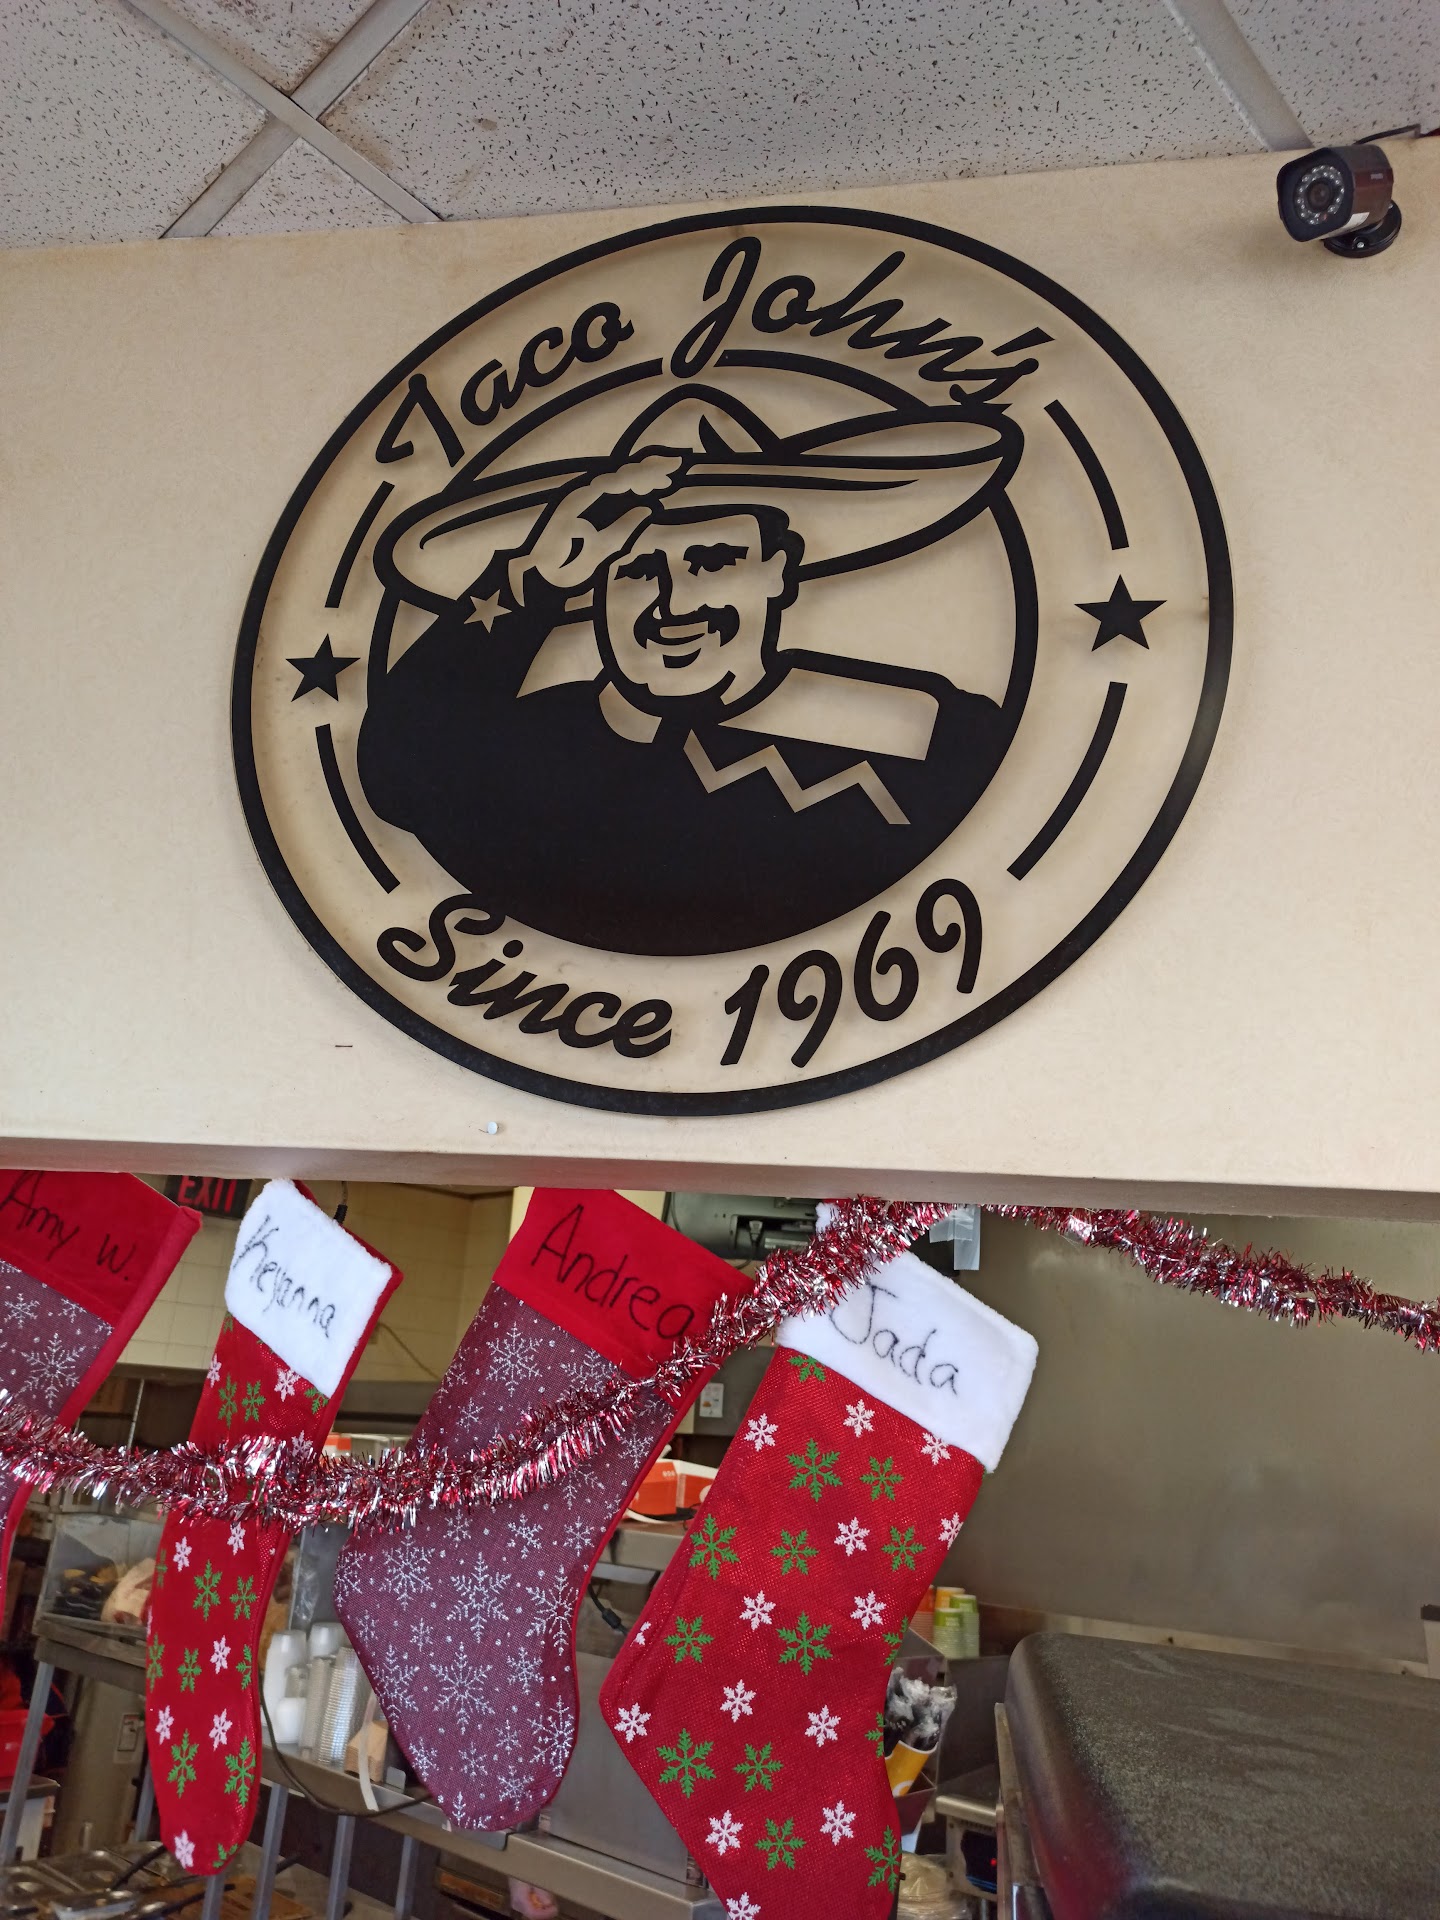 Taco John's
Since 1969
EXIT
Amy W.
Keyanna
Andrea
Jada